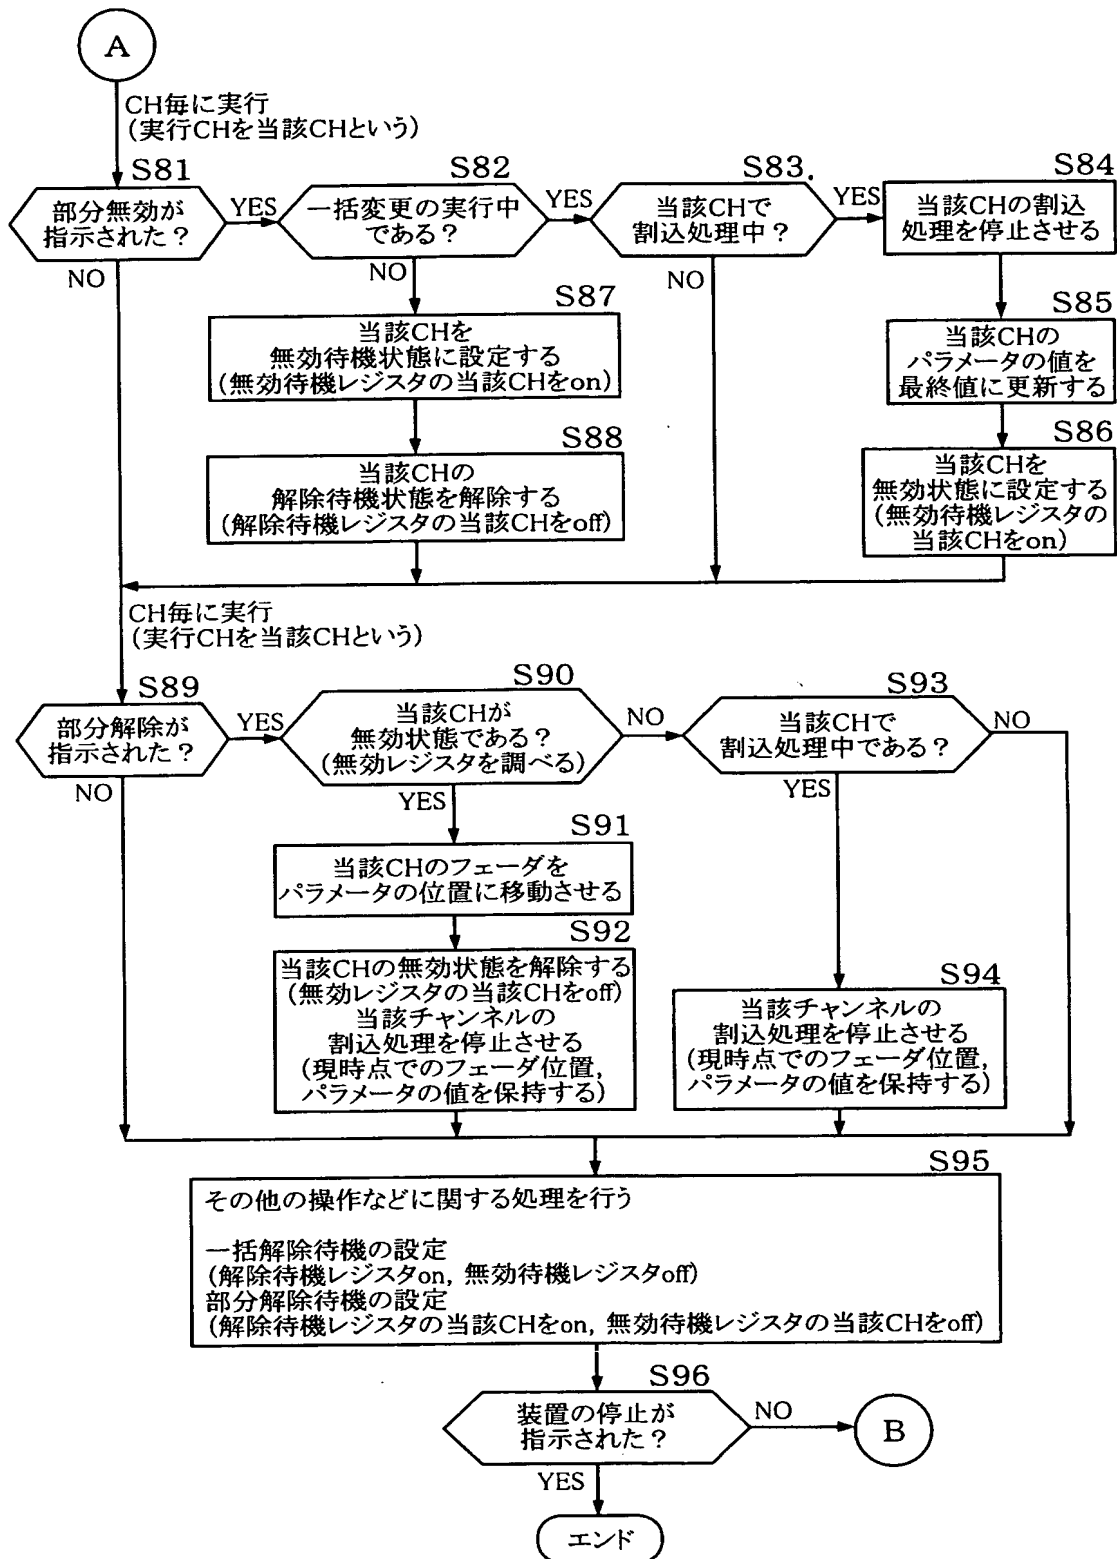 A
CH毎に実行
(実行CHを当該CHという)
S81
部分無効が
指示された?
YES
NO
S82
一括変更の実行中
である?
YES
NO
S83.
当該CHで
割込処理中?
YES
NO
S84
当該CHの割込
処理を停止させる
S85
当該CHの
パラメータの値を
最終値に更新する
S86
当該CHを
無効状態に設定する
(無効待機レジスタの
当該CHをon)
S87
当該CHを
無効待機状態に設定する
(無効待機レジスタの当該CHをon)
S88
当該CHの
解除待機状態を解除する
(解除待機レジスタの当該CHをoff)
CH毎に実行
(実行CHを当該CHという)
S89
部分解除が
指示された?
YES
NO
S90
当該CHが
無効状態である?
(無効レジスタを調べる)
NO
YES
S93
当該CHで
割込処理中である?
NO
YES
S91
当該CHのフェーダを
パラメータの位置に移動させる
S92
当該CHの無効状態を解除する
(無効レジスタの当該CHをoff)
当該チャンネルの
割込処理を停止させる
(現時点でのフェーダ位置,
パラメータの値を保持する)
S94
当該チャンネルの
割込処理を停止させる
(現時点でのフェーダ位置,
パラメータの値を保持する)
S95
その他の操作などに関する処理を行う
一括解除待機の設定
(解除待機レジスタon, 無効待機レジスタoff)
部分解除待機の設定
(解除待機レジスタの当該CHをon, 無効待機レジスタの当該CHをoff)
S96
装置の停止が
指示された?
NO
B
YES
エンド